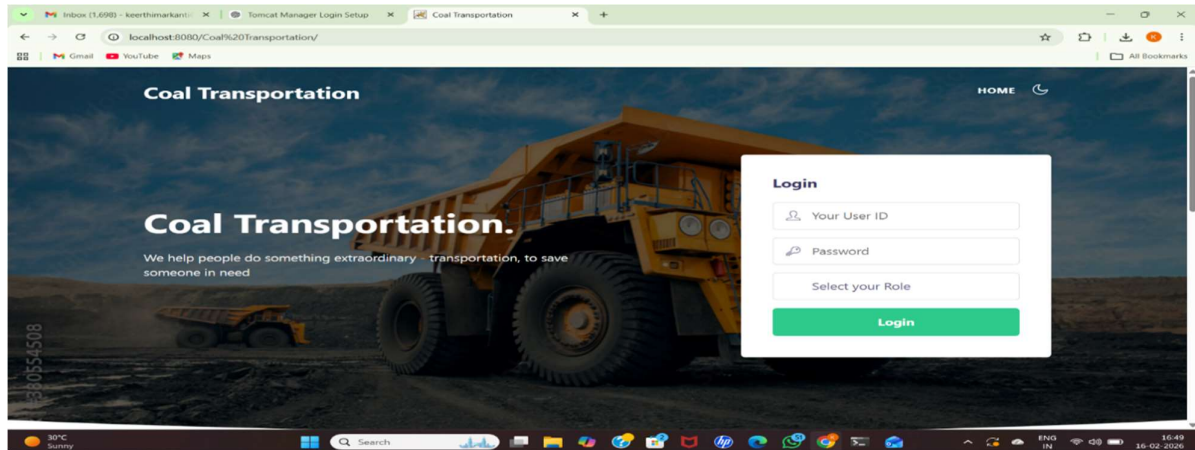 Inbox (1,698) - keerthimarkanti
Tomcat Manager Login Setup
Coal Transportation
localhost:8080/Coal%20Transportation/
K
Gmail
YouTube
Maps
All Bookmarks
Coal Transportation
HOME
Login
Your User ID
Coal Transportation.
Password
We help people do something extraordinary - transportation, to save
someone in need
Select your Role
Login
30°C
Sunny
Search
hp
ENG
IN
16:49
16-02-2026